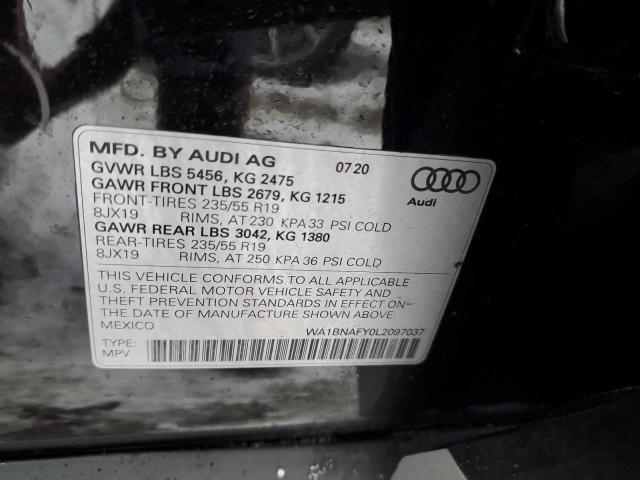 MFD. BY AUDI AG 07/20
GVWR LBS 5456, KG 2475
GAWR FRONT LBS 2679, KG 1215
FRONT-TIRES 235/55 R19
8JX19 RIMS, AT 230 KPA 33 PSI COLD
GAWR REAR LBS 3042, KG 1380
REAR-TIRES 235/55 R19
8JX19 RIMS, AT 250 KPA 36 PSI COLD
Audi
THIS VEHICLE CONFORMS TO ALL APPLICABLE
U.S. FEDERAL MOTOR VEHICLE SAFETY AND
THEFT PREVENTION STANDARDS IN EFFECT ON
THE DATE OF MANUFACTURE SHOWN ABOVE.
MEXICO WA1BNAFY0L2097037
TYPE:
MPV